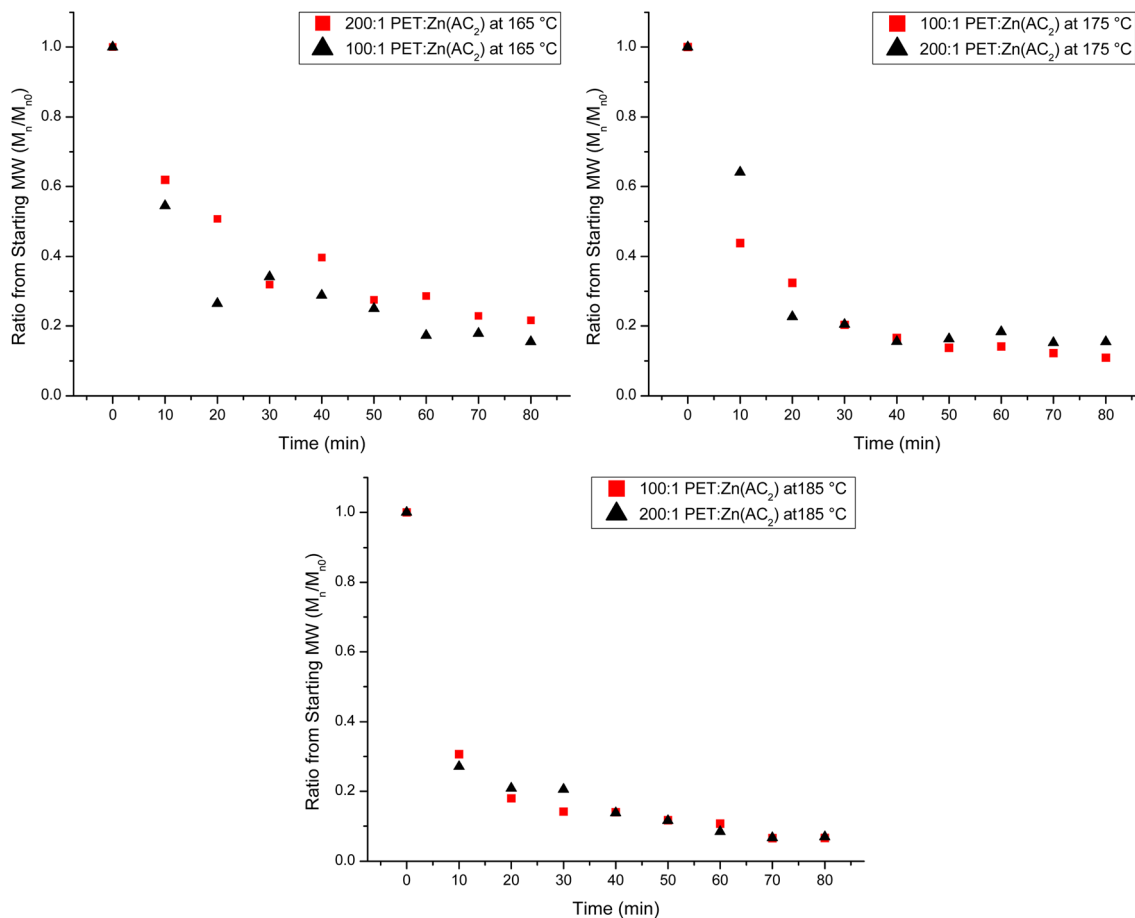 200:1 PET:Zn(AC2) at 165 °C
100:1 PET:Zn(AC2) at 165 °C
Ratio from Starting MW (Mn/Mn0)
1.0
0.8
0.6
0.4
0.2
0.0
0 10 20 30 40 50 60 70 80
Time (min)
100:1 PET:Zn(AC2) at 175 °C
200:1 PET:Zn(AC2) at 175 °C
Ratio from Starting MW (Mn/Mn0)
1.0
0.8
0.6
0.4
0.2
0.0
0 10 20 30 40 50 60 70 80
Time (min)
100:1 PET:Zn(AC2) at185 °C
200:1 PET:Zn(AC2) at185 °C
Ratio from Starting MW (Mn/Mn0)
1.0
0.8
0.6
0.4
0.2
0.0
0 10 20 30 40 50 60 70 80
Time (min)